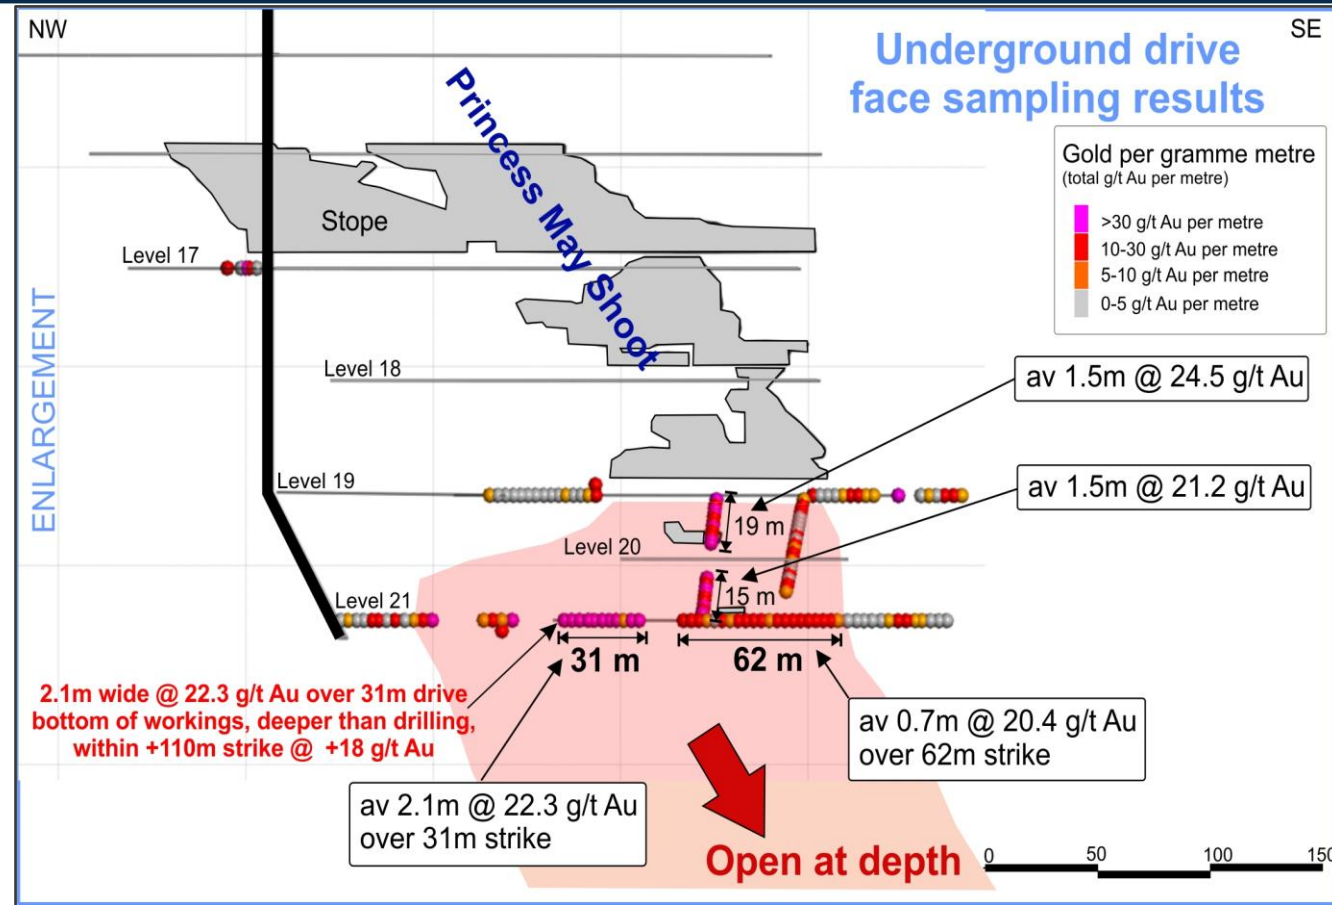 NW
SE
Underground drive
face sampling results
Gold per gramme metre
(total g/t Au per metre)
>30 g/t Au per metre
10-30 g/t Au per metre
5-10 g/t Au per metre
0-5 g/t Au per metre
Princess May Shoot
Stope
Level 17
ENLARGEMENT
Level 18
av 1.5m @ 24.5 g/t Au
Level 19
av 1.5m @ 21.2 g/t Au
19 m
Level 20
15 m
Level 21
31 m
62 m
2.1m wide @ 22.3 g/t Au over 31m drive
bottom of workings, deeper than drilling,
within +110m strike @ +18 g/t Au
av 0.7m @ 20.4 g/t Au
over 62m strike
av 2.1m @ 22.3 g/t Au
over 31m strike
Open at depth
0 50 100 150